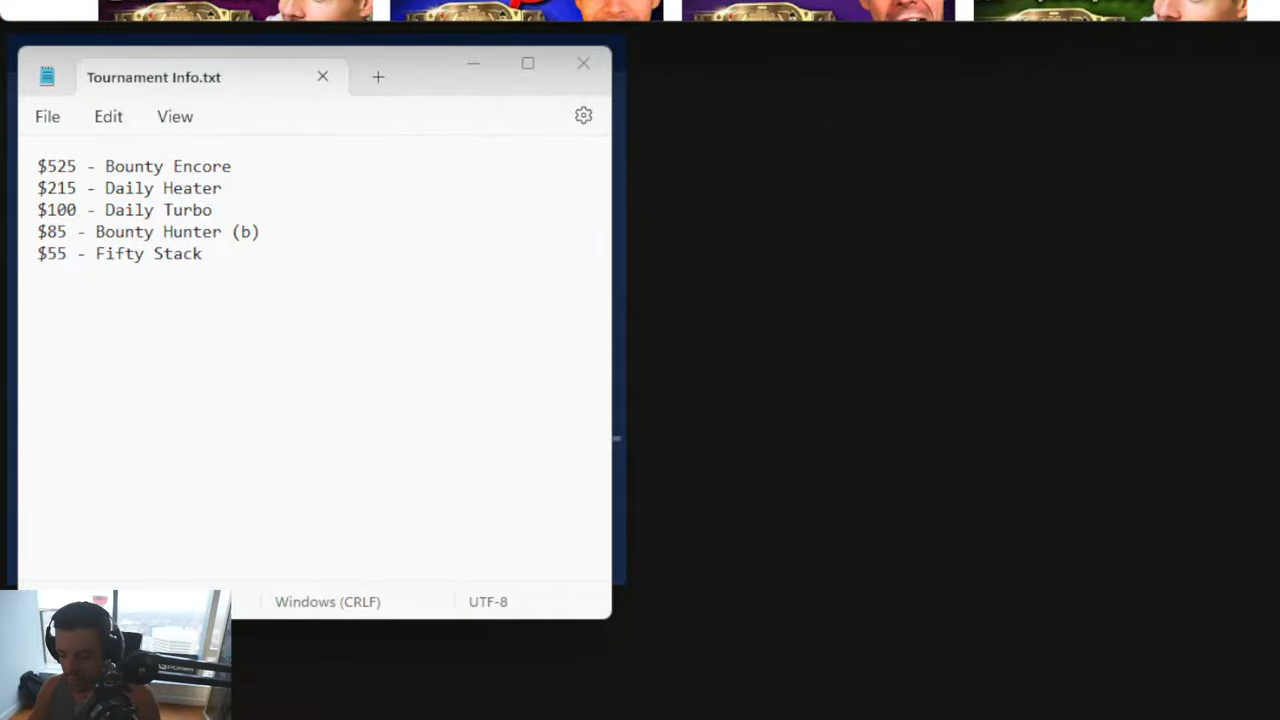 Tournament Info.txt
File Edit View
$525 - Bounty Encore
$215 - Daily Heater
$100 - Daily Turbo
$85 - Bounty Hunter (b)
$55 - Fifty Stack
Windows (CRLF) UTF-8